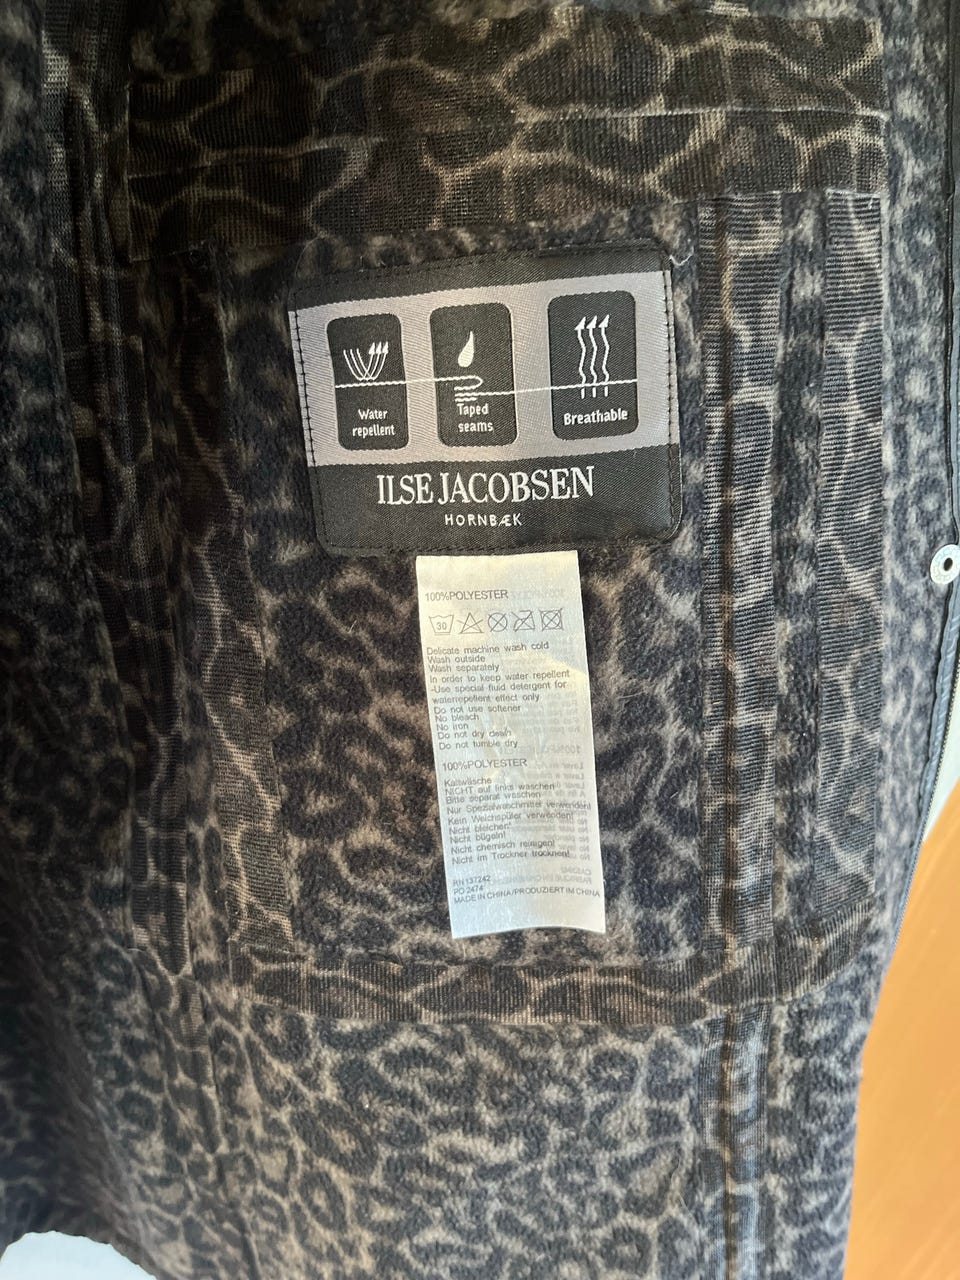 Water
repellent
Taped
seams
Breathable
ILSE JACOBSEN
HORNBÆK
100%POLYESTER
30
Delicate machine wash cold
Wash outside
Wash separately
In order to keep water repellent
-Use special fluid detergent for
waterrepellent effect only
Do not use softener
No bleach
No iron
Do not dry clean
Do not tumble dry
100%POLYESTER
Kaltwäsche
NICHT auf links waschen
Bitte separat waschen
Nur Spezialwaschmittel verwenden!
Kein Weichspüler verwenden!
Nicht bleichen!
Nicht bügeln!
Nicht chemisch reinigen!
Nicht im Trockner trocknen!
RN137242
PO 2474
MADE IN CHINA/PRODUZIERT IM CHINA